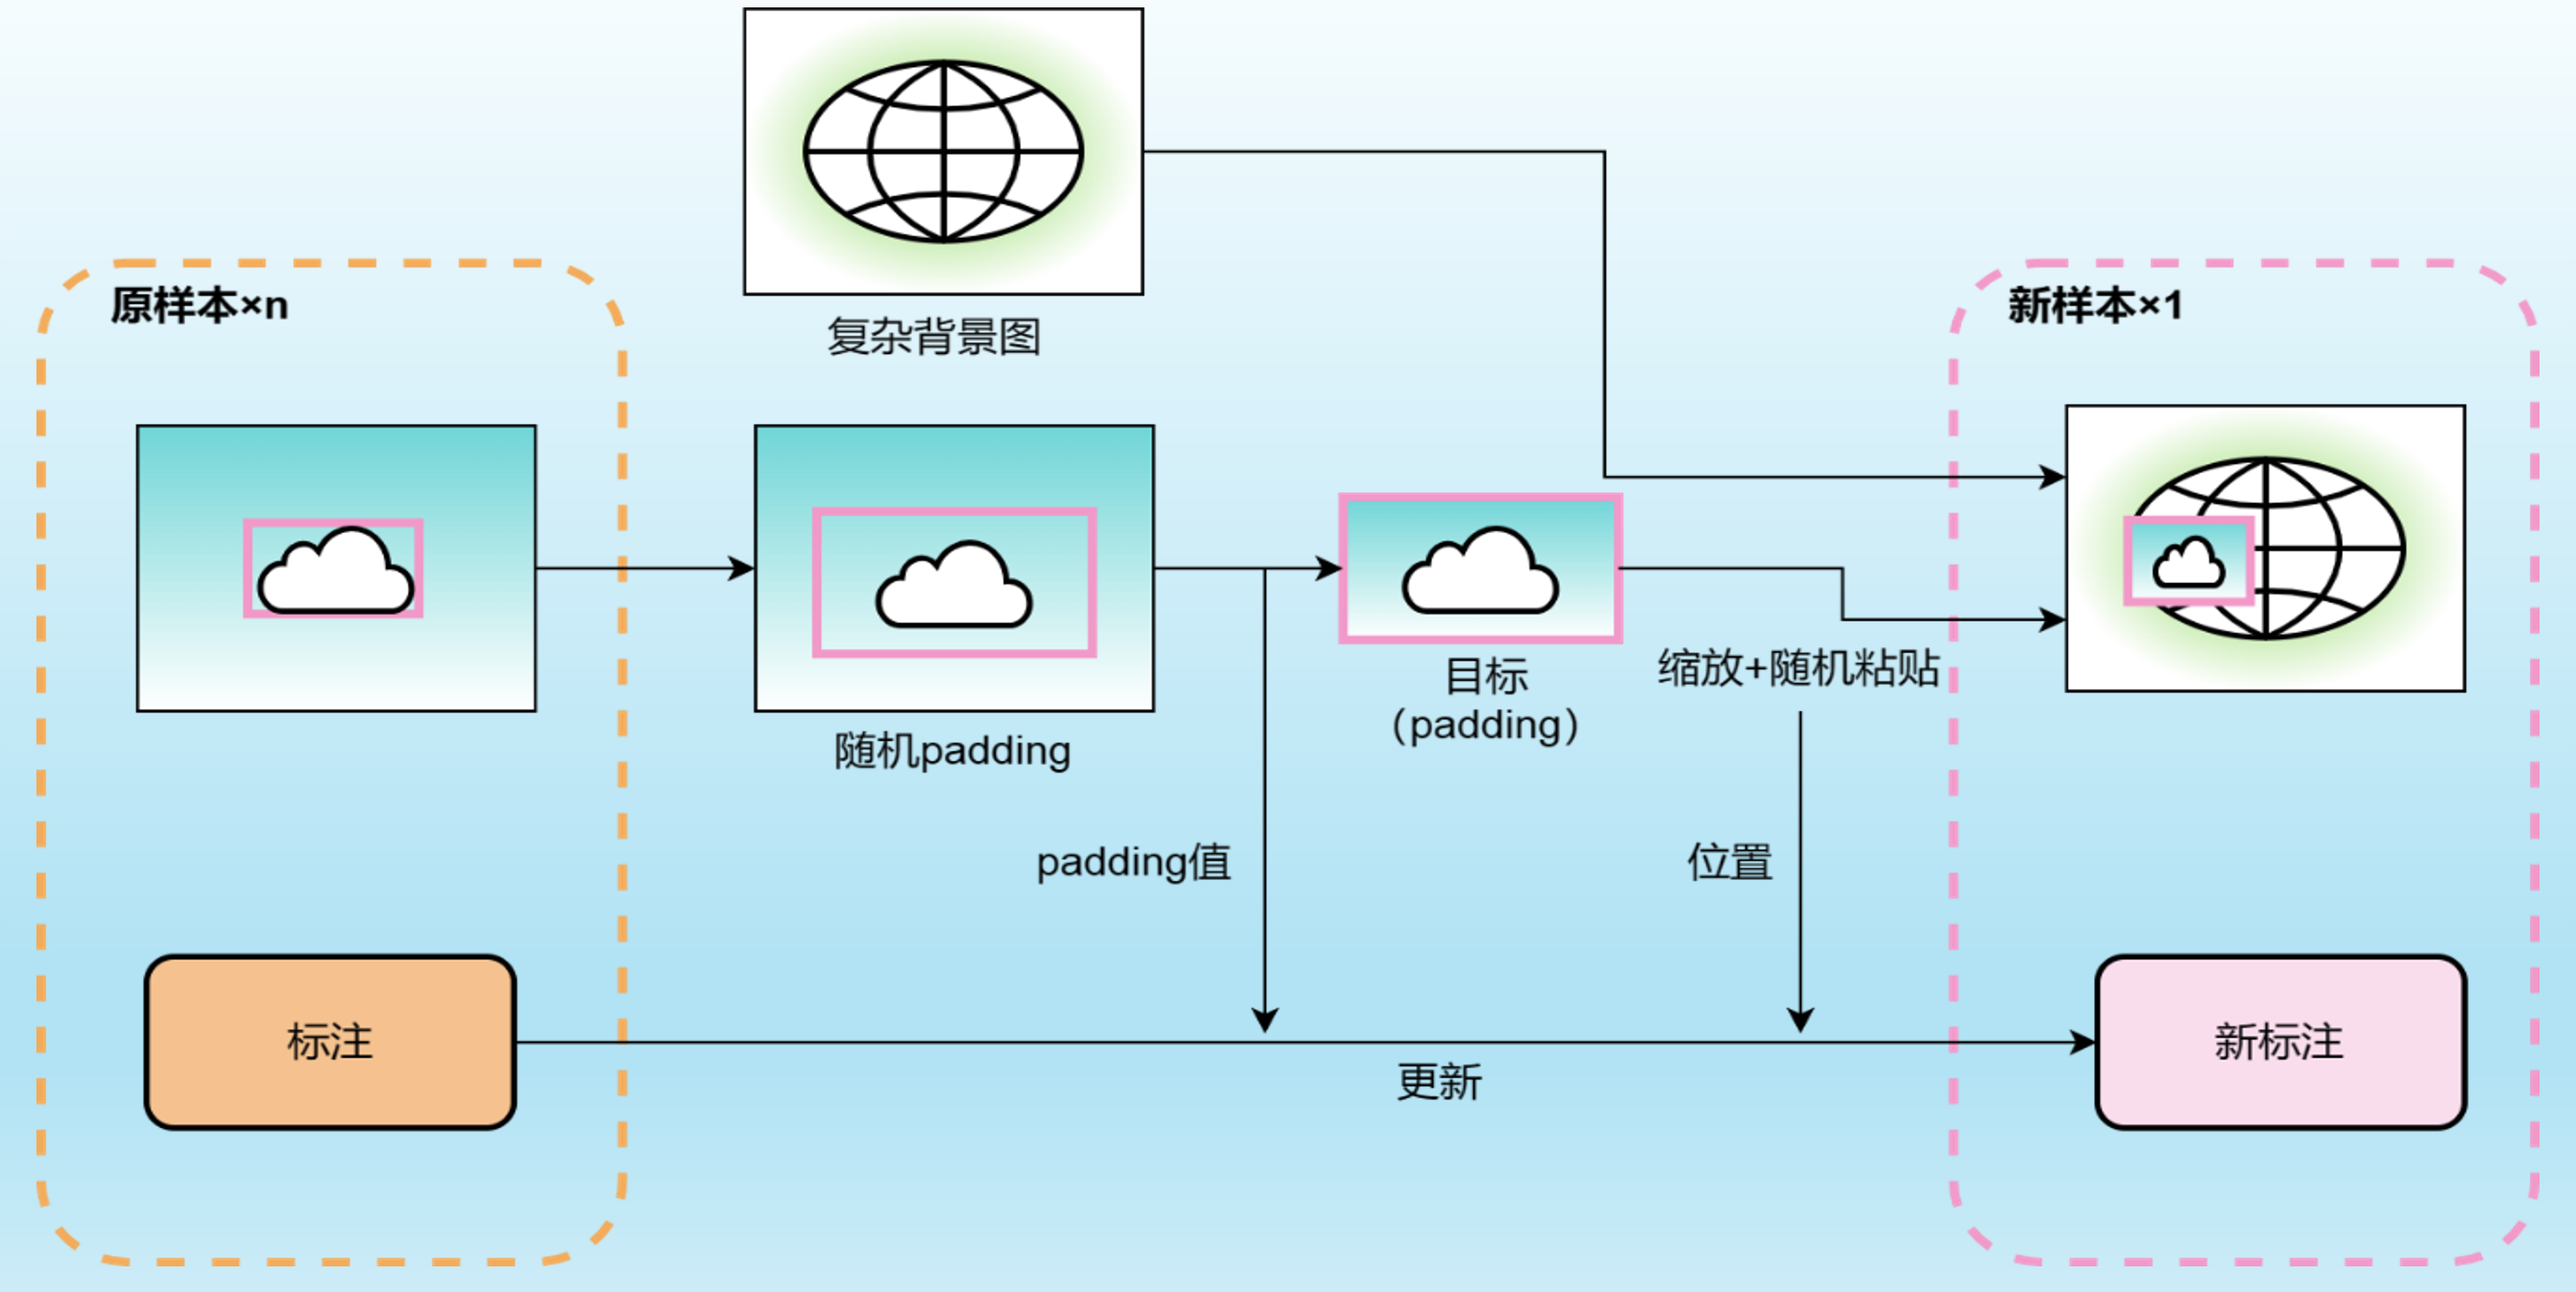 复杂背景图
原样本×n
新样本×1
随机padding
目标
（padding）
缩放+随机粘贴
padding值
位置
标注
更新
新标注